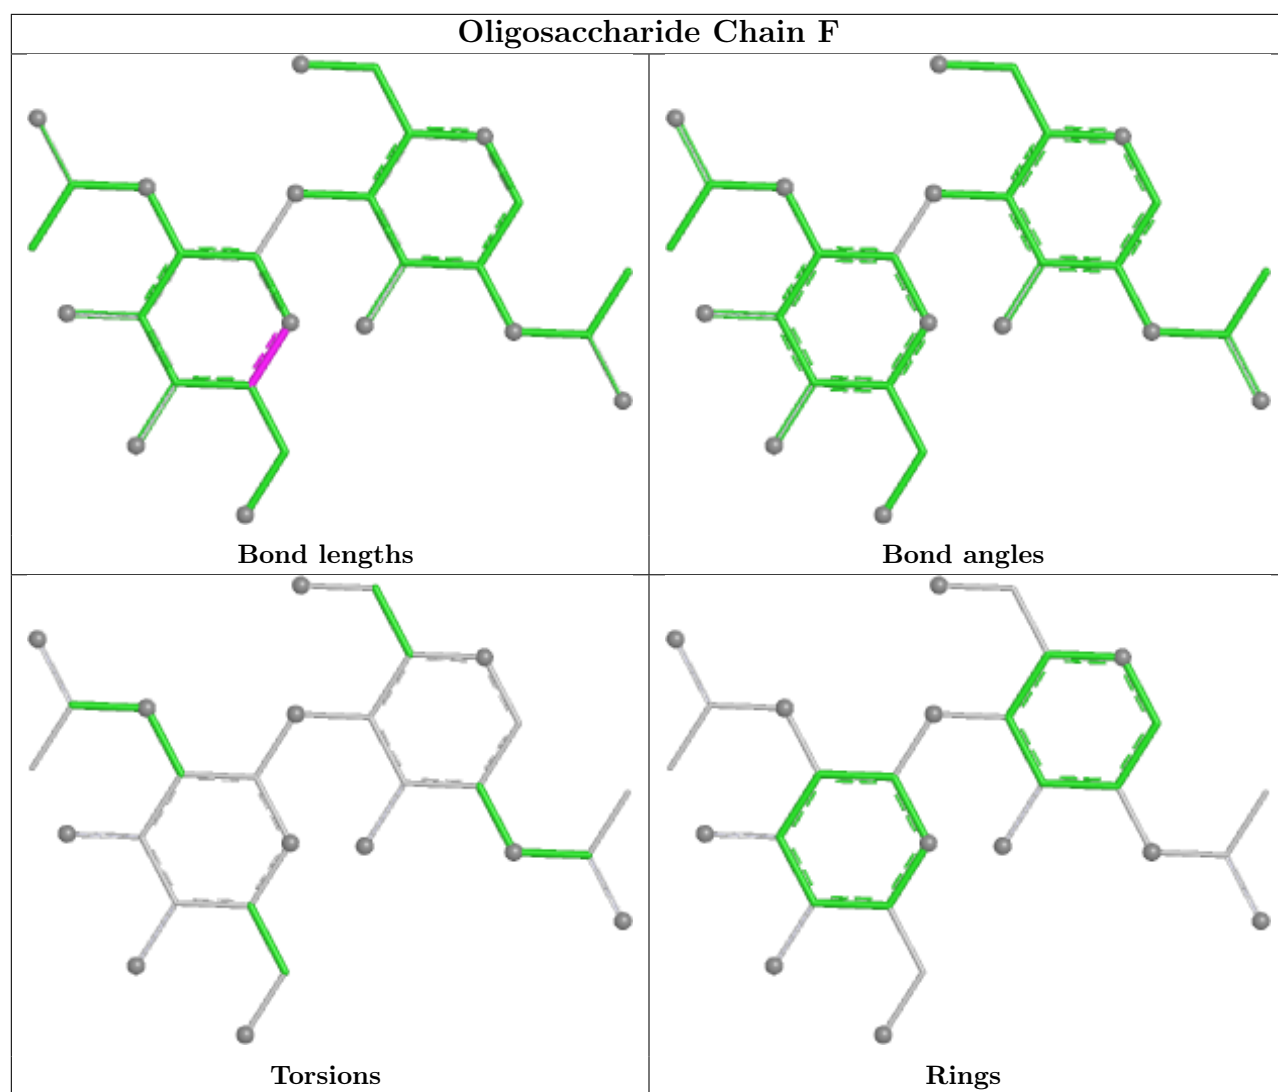 Oligosaccharide Chain F
Bond lengths
Bond angles
Torsions
Rings